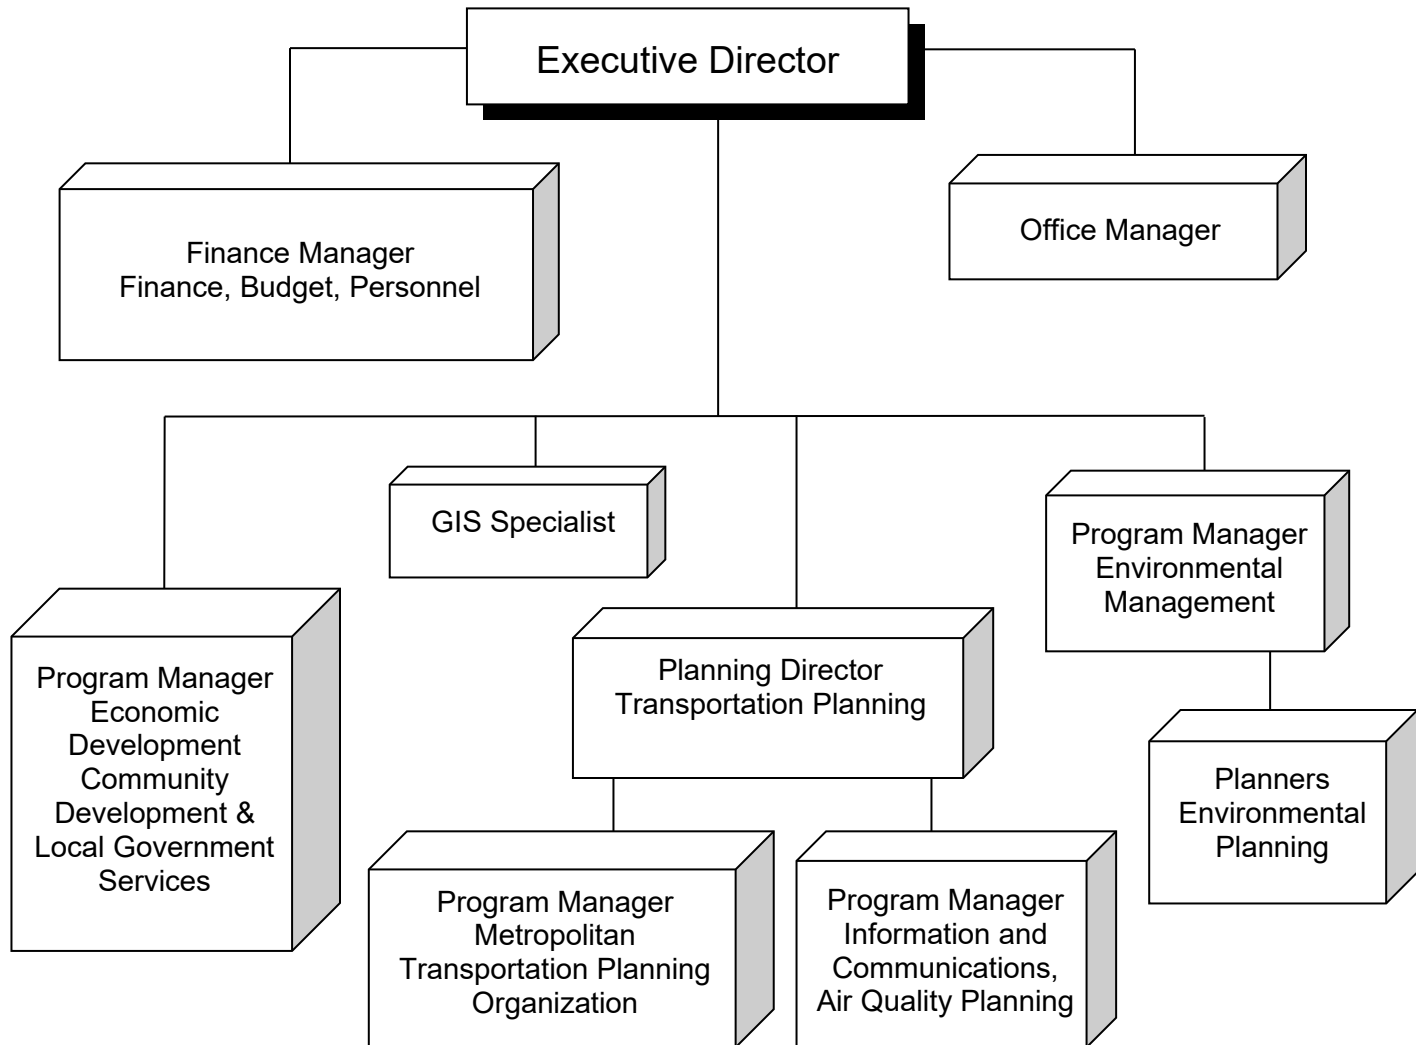 Executive Director
Finance Manager
Finance, Budget, Personnel
Office Manager
GIS Specialist
Program Manager
Environmental
Management
Program Manager
Economic
Development
Community
Development &
Local Government
Services
Planning Director
Transportation Planning
Planners
Environmental
Planning
Program Manager
Metropolitan
Transportation Planning
Organization
Program Manager
Information and
Communications,
Air Quality Planning